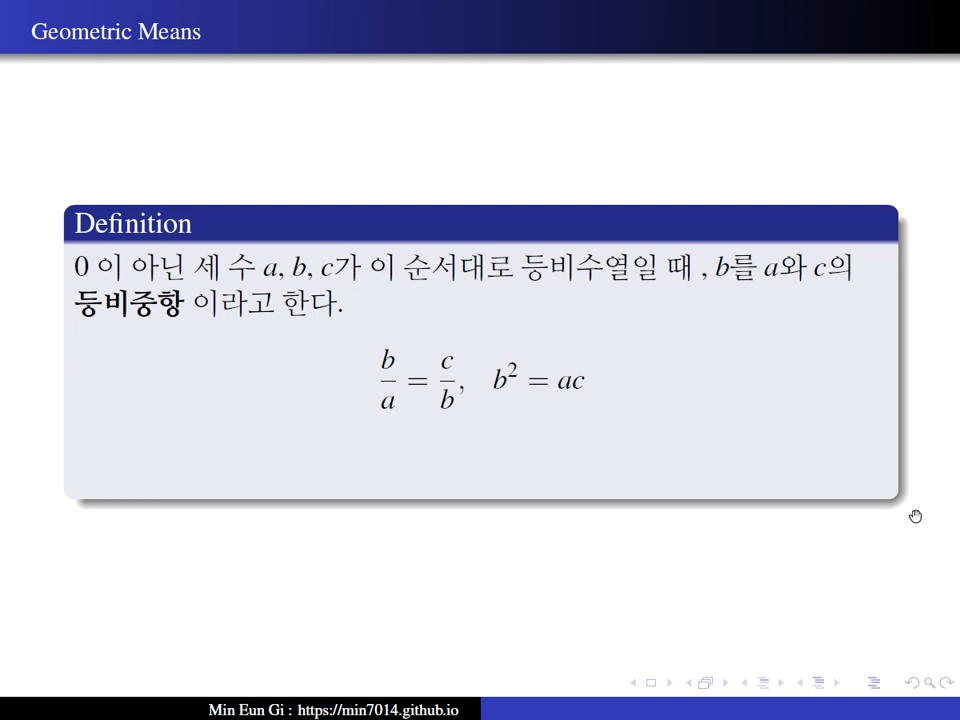 Geometric Means
Definition
0 이 아닌 세 수 a, b, c가 이 순서대로 등비수열일 때 , b를 a와 c의
등비중항 이라고 한다.
b/a = c/b, b² = ac
Min Eun Gi : https://min7014.github.io